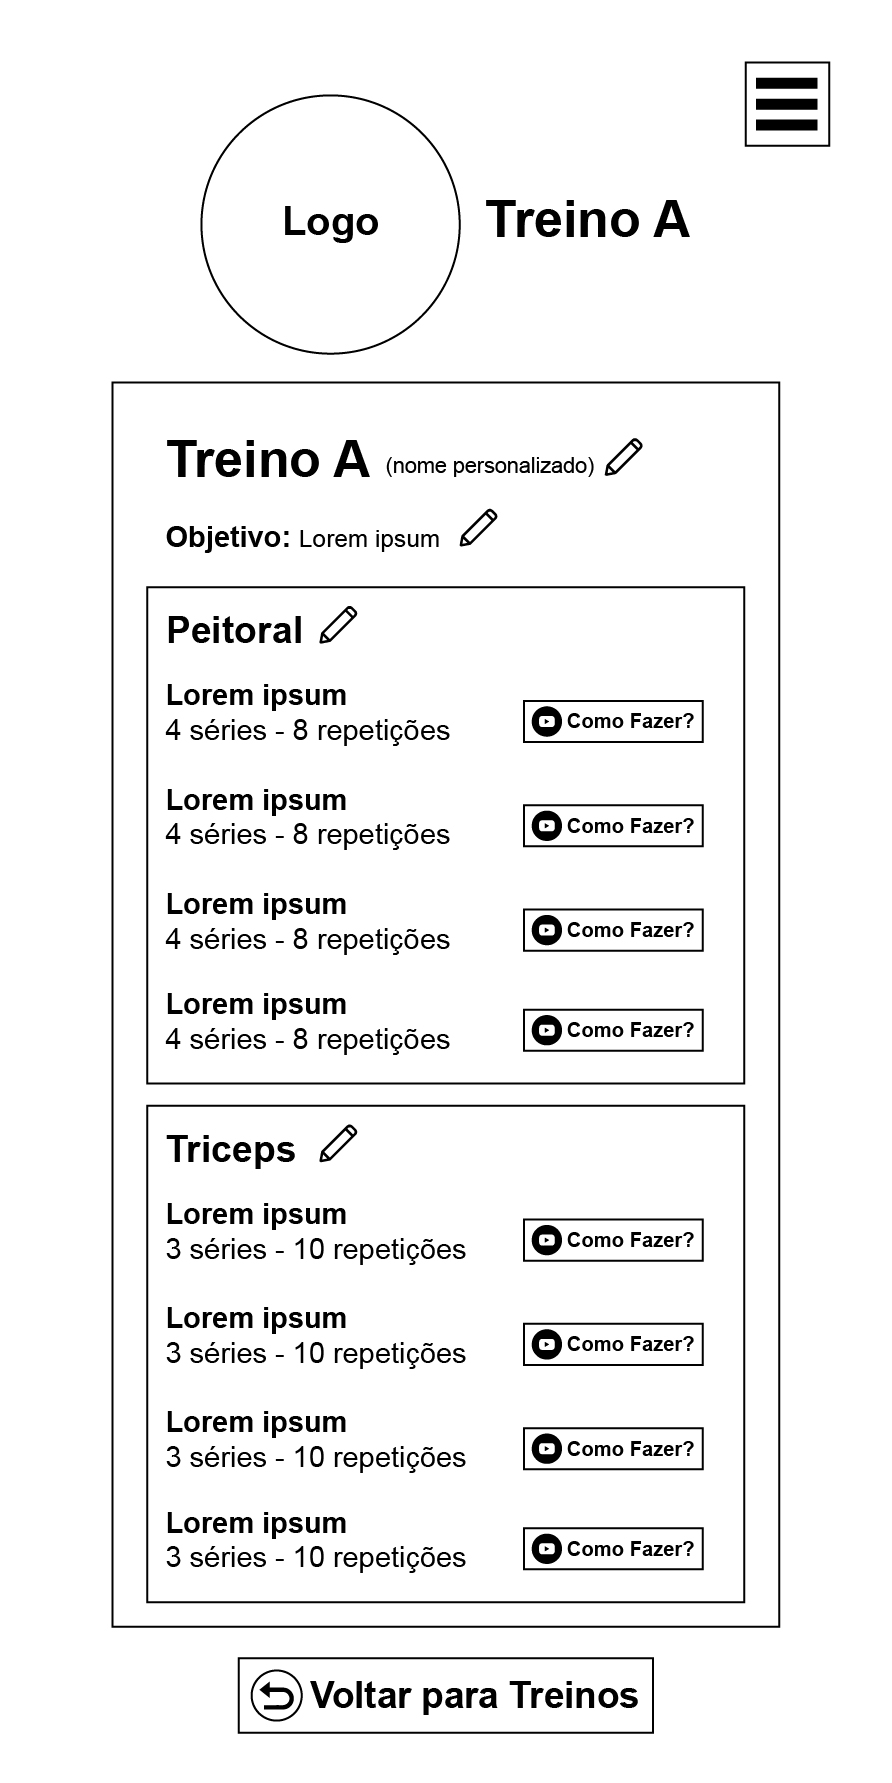 Logo
Treino A
Treino A (nome personalizado)
Objetivo: Lorem ipsum
Peitoral
Lorem ipsum
4 séries - 8 repetições
Como Fazer?
Lorem ipsum
4 séries - 8 repetições
Como Fazer?
Lorem ipsum
4 séries - 8 repetições
Como Fazer?
Lorem ipsum
4 séries - 8 repetições
Como Fazer?
Triceps
Lorem ipsum
3 séries - 10 repetições
Como Fazer?
Lorem ipsum
3 séries - 10 repetições
Como Fazer?
Lorem ipsum
3 séries - 10 repetições
Como Fazer?
Lorem ipsum
3 séries - 10 repetições
Como Fazer?
Voltar para Treinos